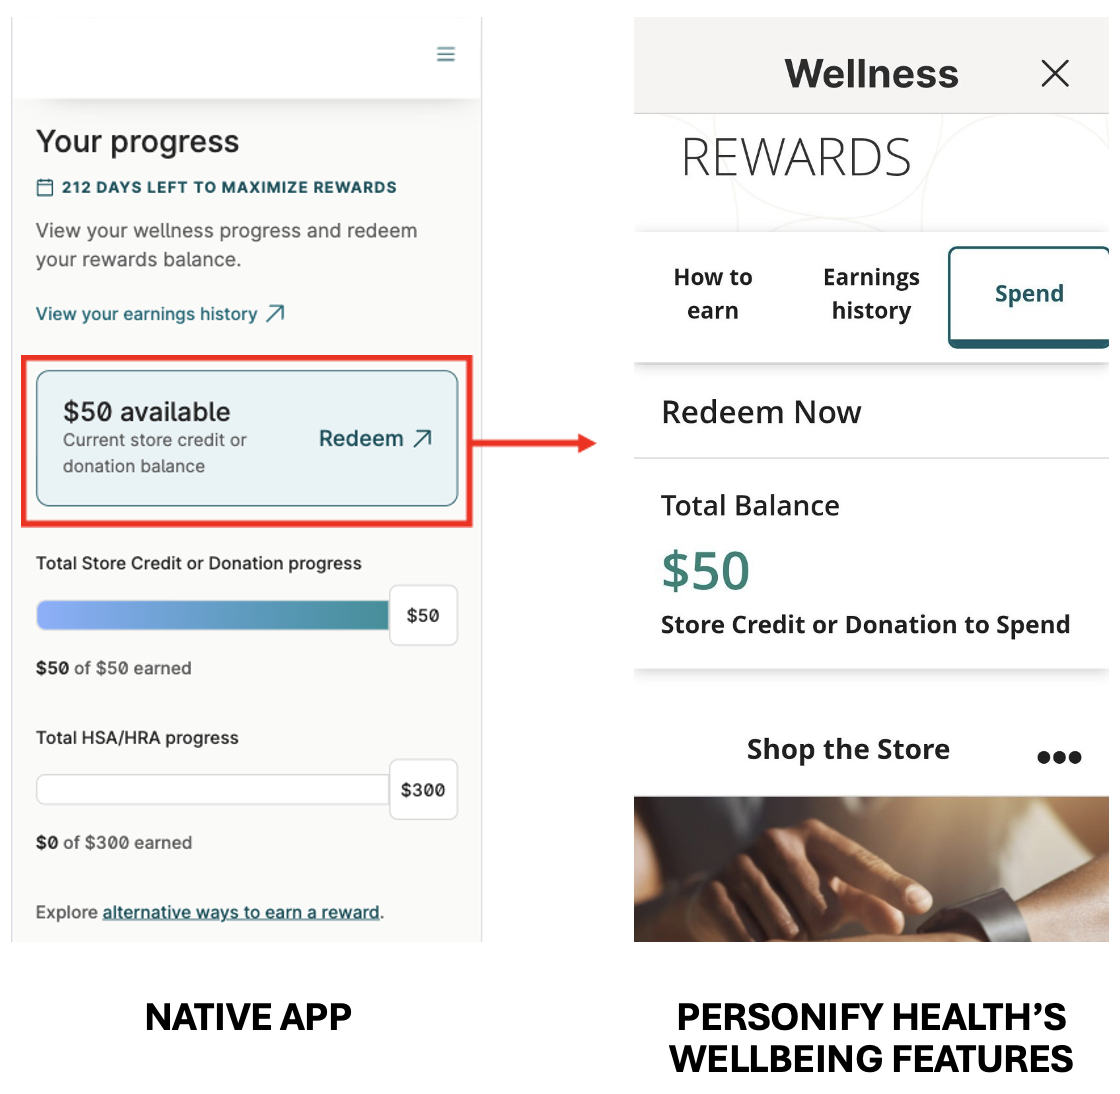 Your progress
212 DAYS LEFT TO MAXIMIZE REWARDS
View your wellness progress and redeem
your rewards balance.
View your earnings history
$50 available
Current store credit or
donation balance
Redeem
Total Store Credit or Donation progress
$50
$50 of $50 earned
Total HSA/HRA progress
$300
$0 of $300 earned
Explore alternative ways to earn a reward.
NATIVE APP
Wellness
REWARDS
How to
earn
Earnings
history
Spend
Redeem Now
Total Balance
$50
Store Credit or Donation to Spend
Shop the Store
PERSONIFY HEALTH’S
WELLBEING FEATURES